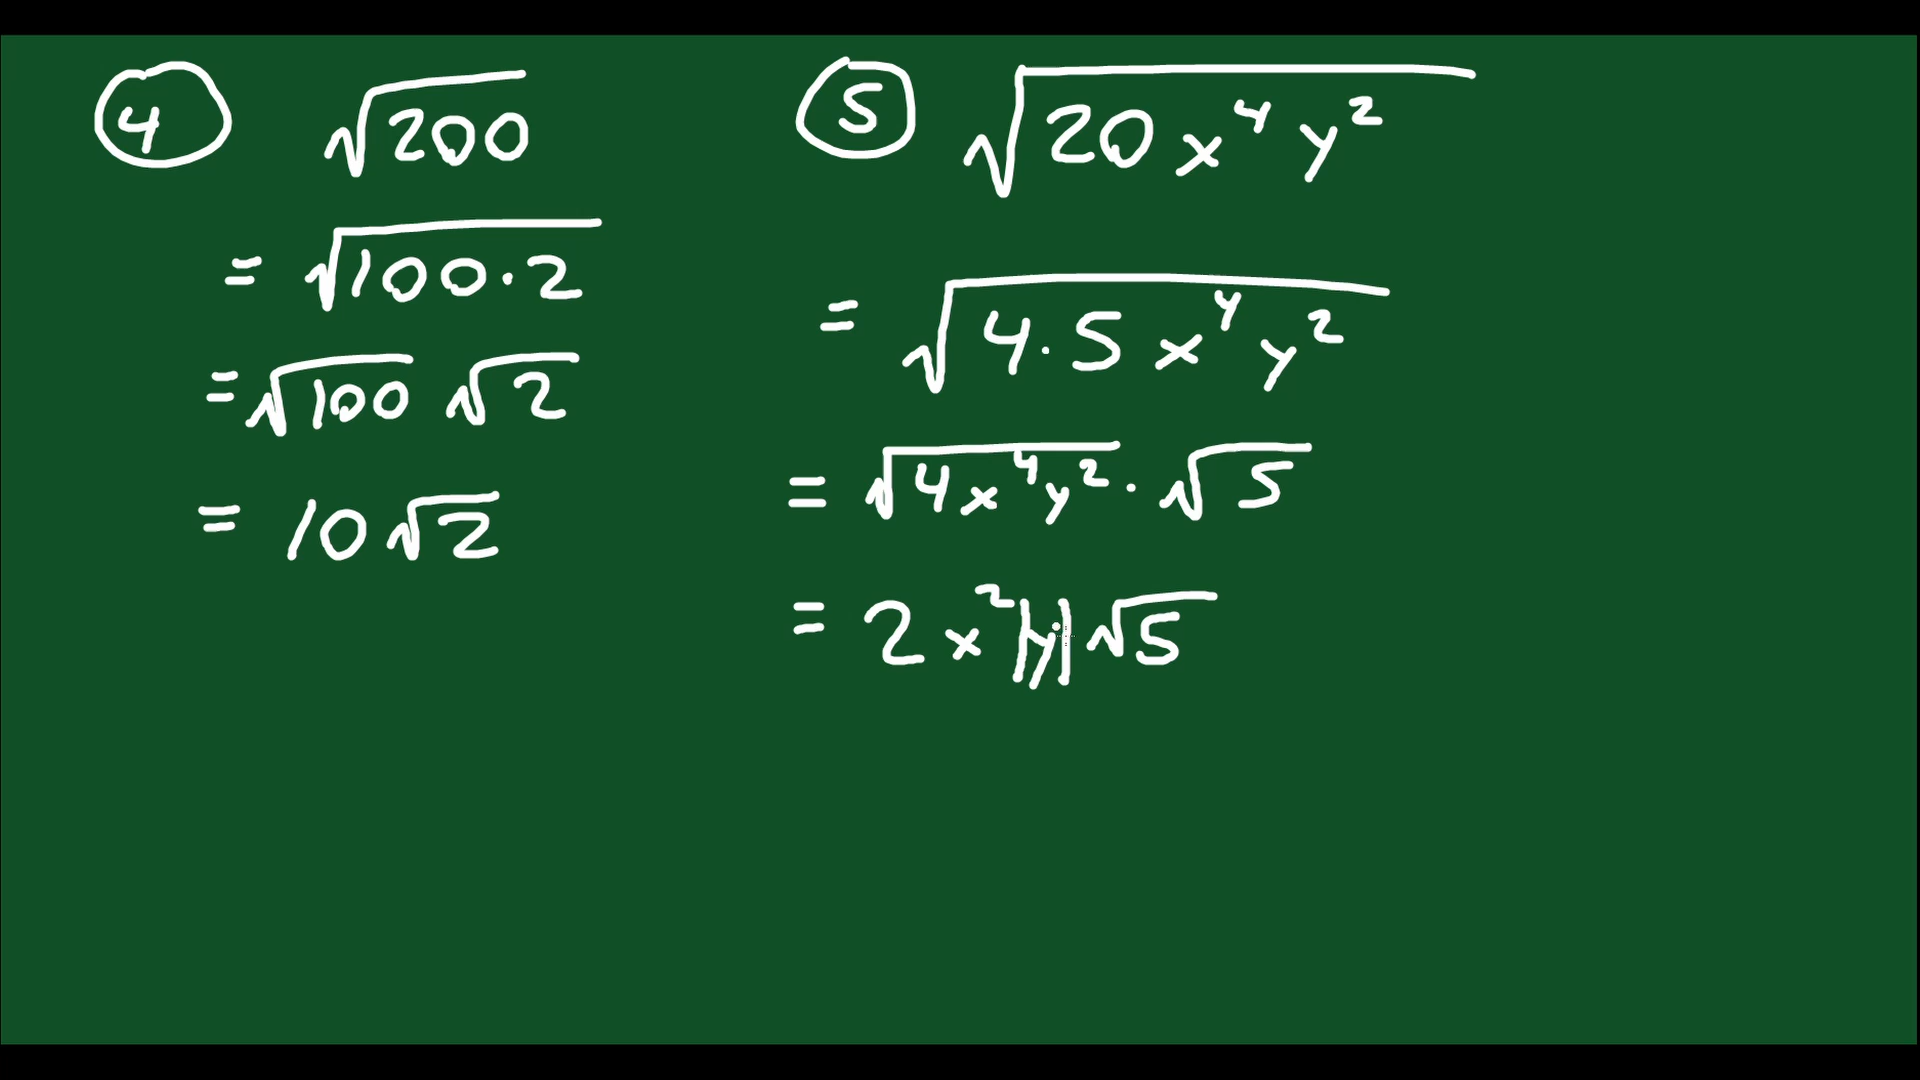 ④ √200
= √100·2
= √100 √2
= 10√2
⑤ √20x⁴y²
= √4·5x⁴y²
= √4x⁴y² · √5
= 2x²|y|√5